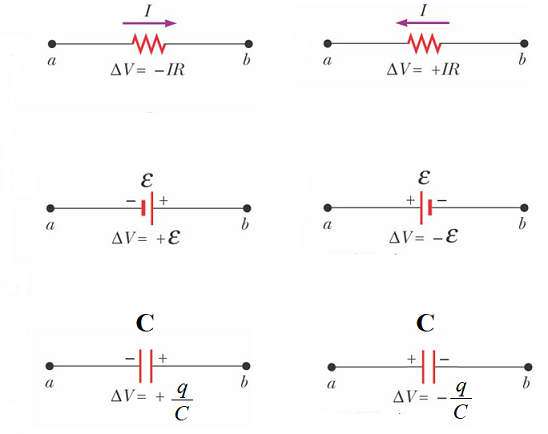 I I
a b a b
ΔV = −IR ΔV = +IR
ℰ ℰ
− + + −
a b a b
ΔV = +ℰ ΔV = −ℰ
C C
− + + −
a b a b
ΔV = + q/C ΔV = − q/C